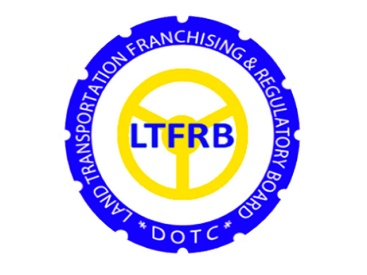 LAND TRANSPORTATION FRANCHISING & REGULATORY BOARD
LTFRB
* DOTC *